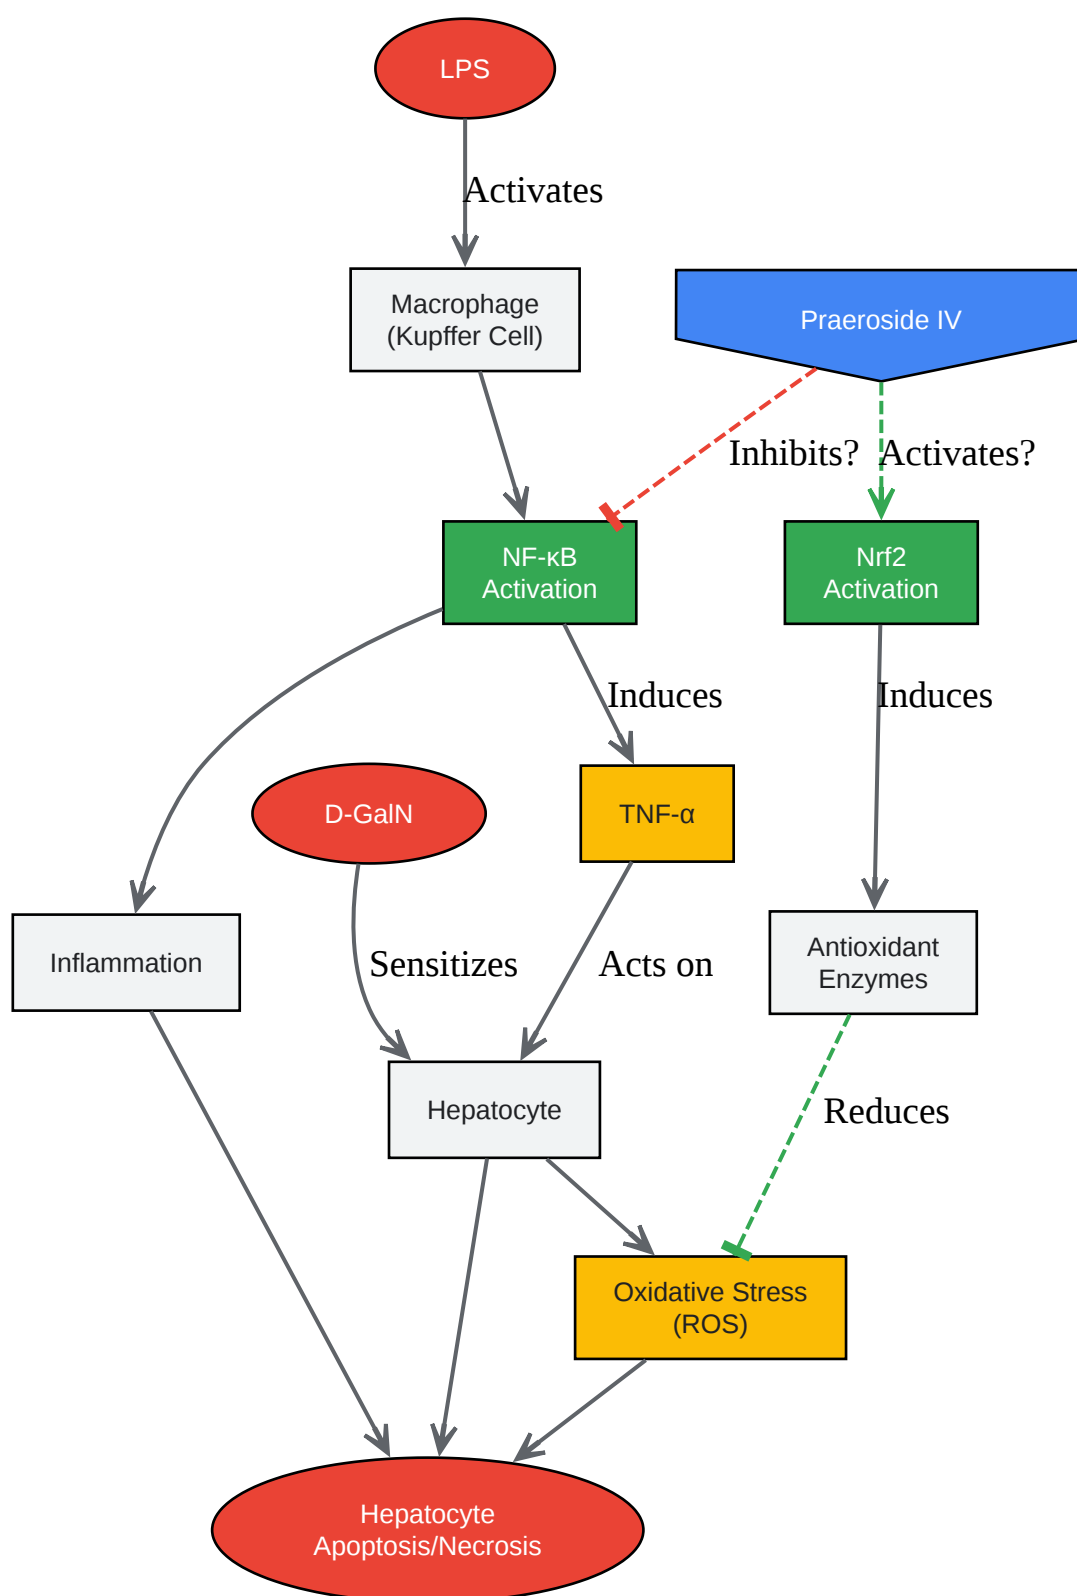 LPS
Activates
Macrophage
(Kupffer Cell)
Praeroside IV
Inhibits?
Activates?
NF-κB
Activation
Nrf2
Activation
Induces
Induces
D-GalN
TNF-α
Inflammation
Sensitizes
Acts on
Antioxidant
Enzymes
Hepatocyte
Reduces
Oxidative Stress
(ROS)
Hepatocyte
Apoptosis/Necrosis